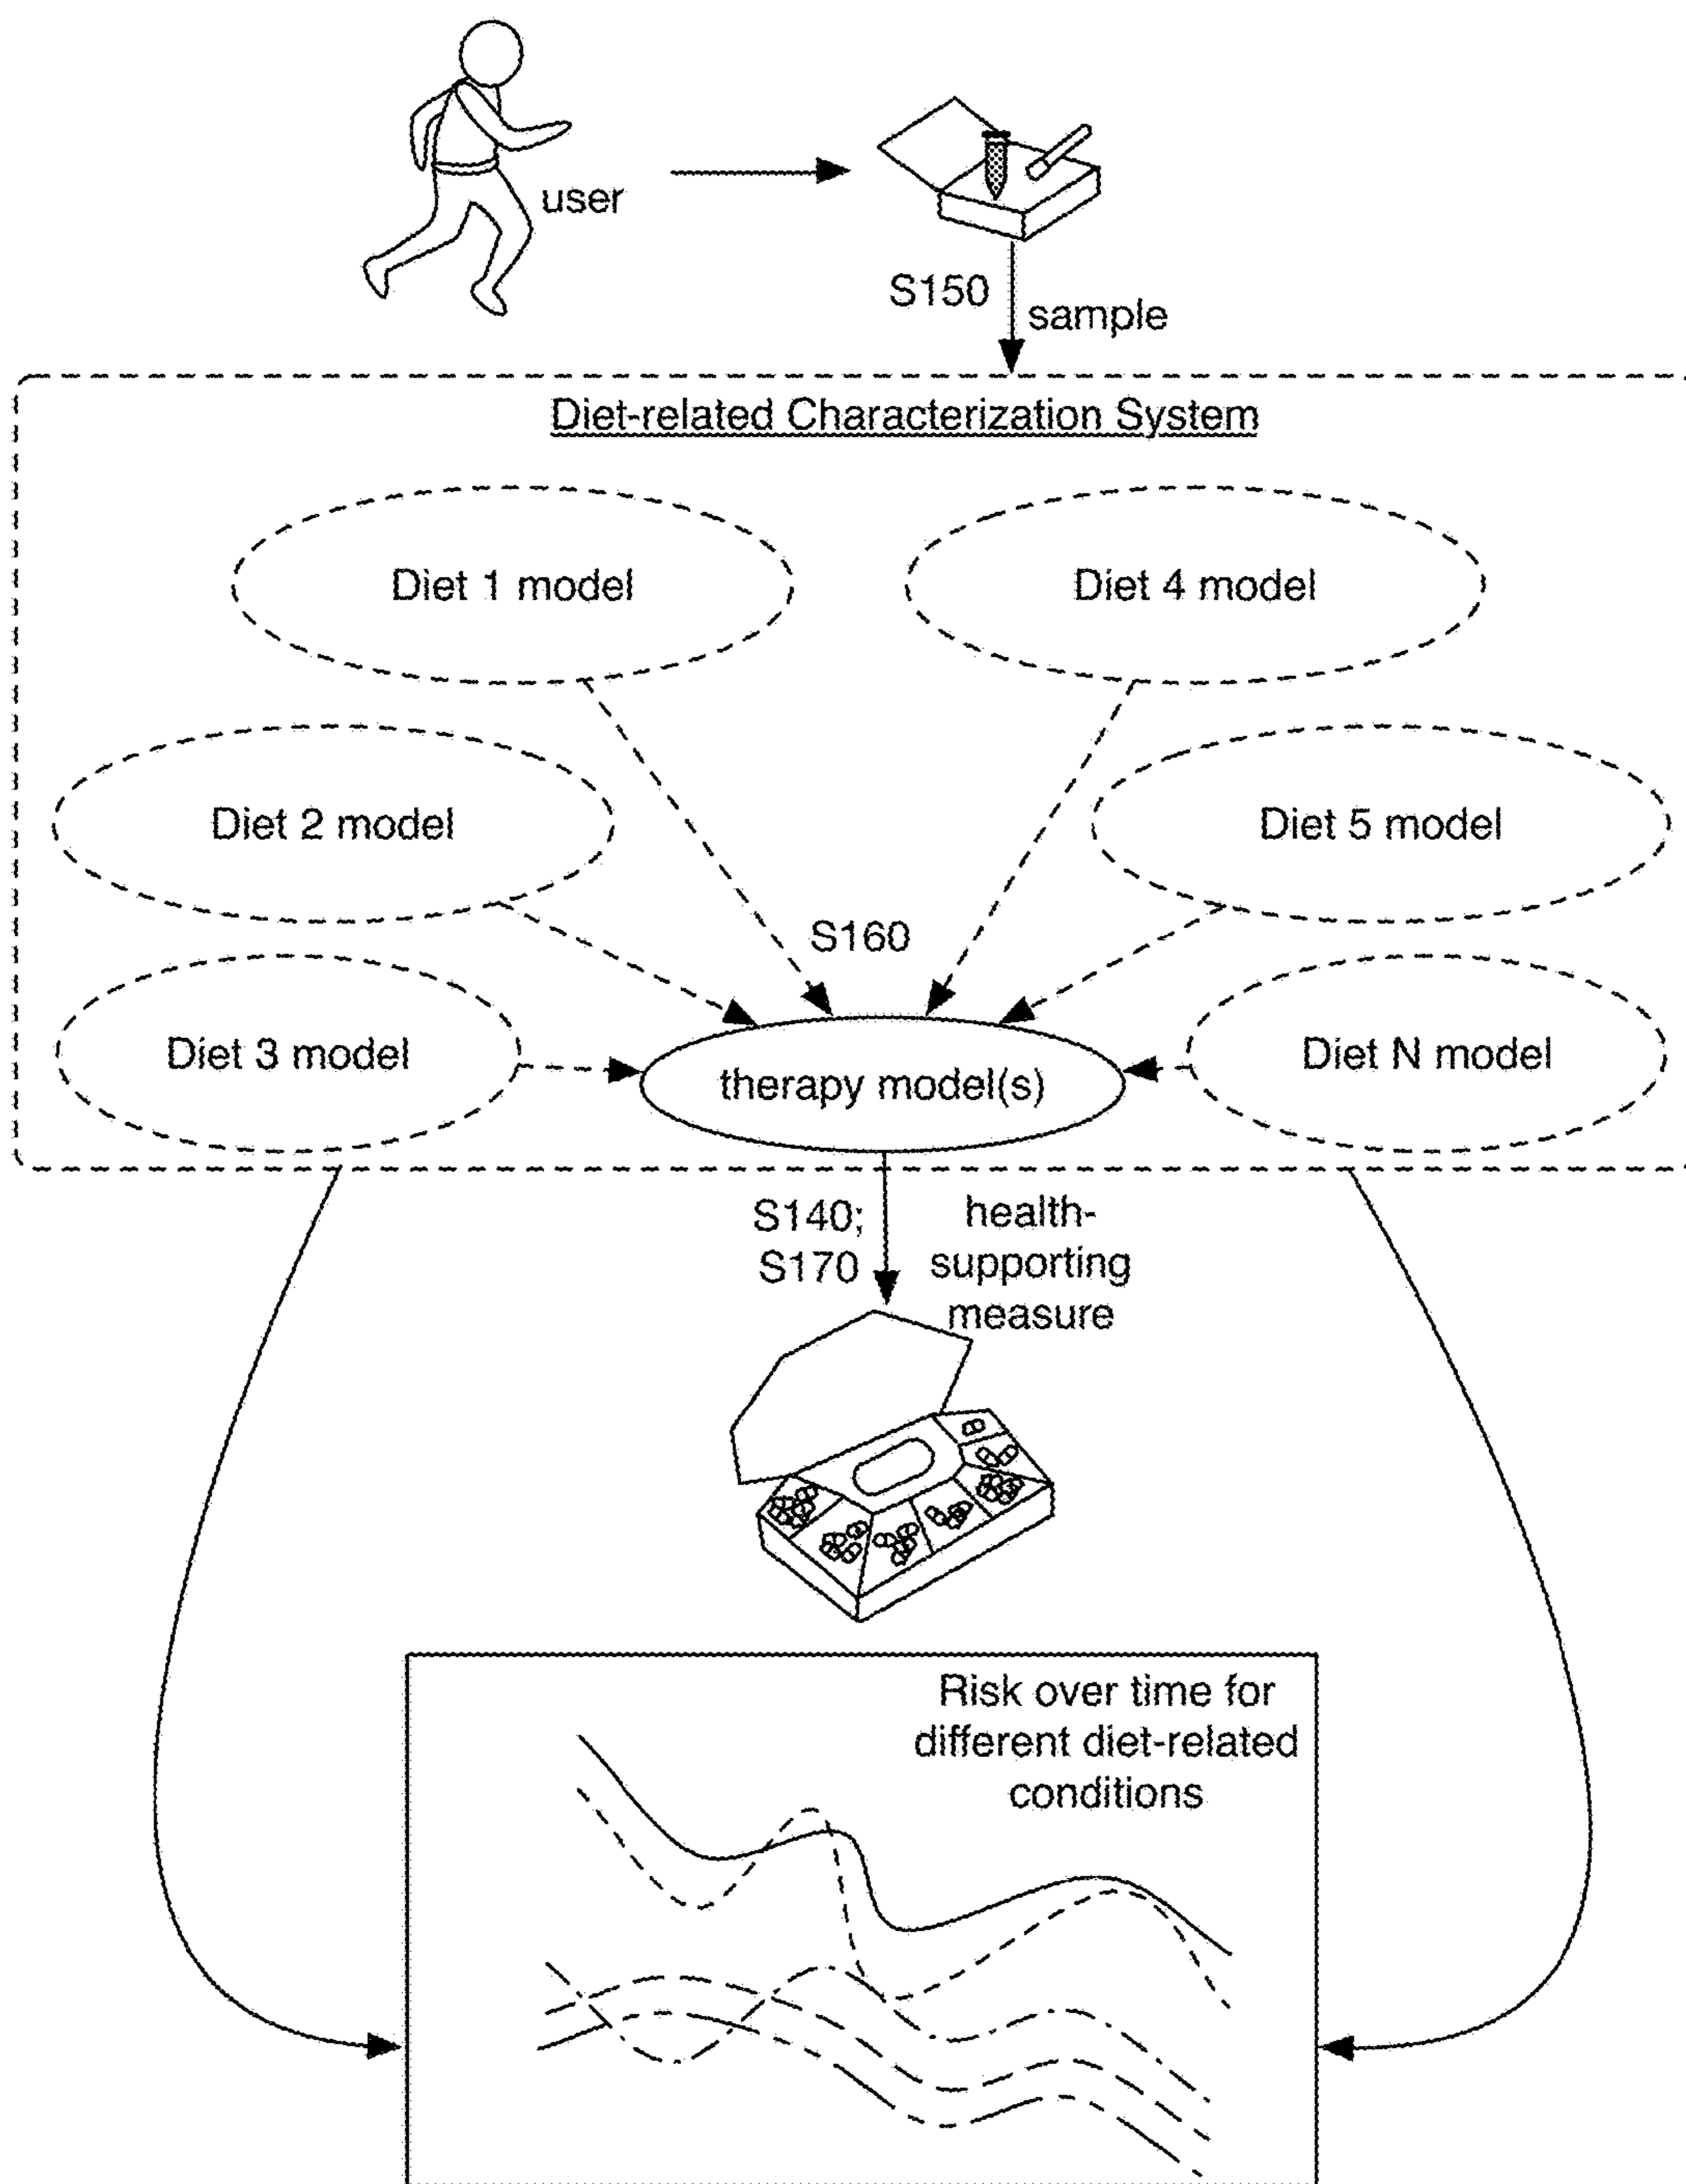 user
S150
sample
Diet-related Characterization System
Diet 1 model
Diet 4 model
Diet 2 model
Diet 5 model
S160
Diet 3 model
therapy model(s)
Diet N model
S140;
S170
health-
supporting
measure
Risk over time for
different diet-related
conditions